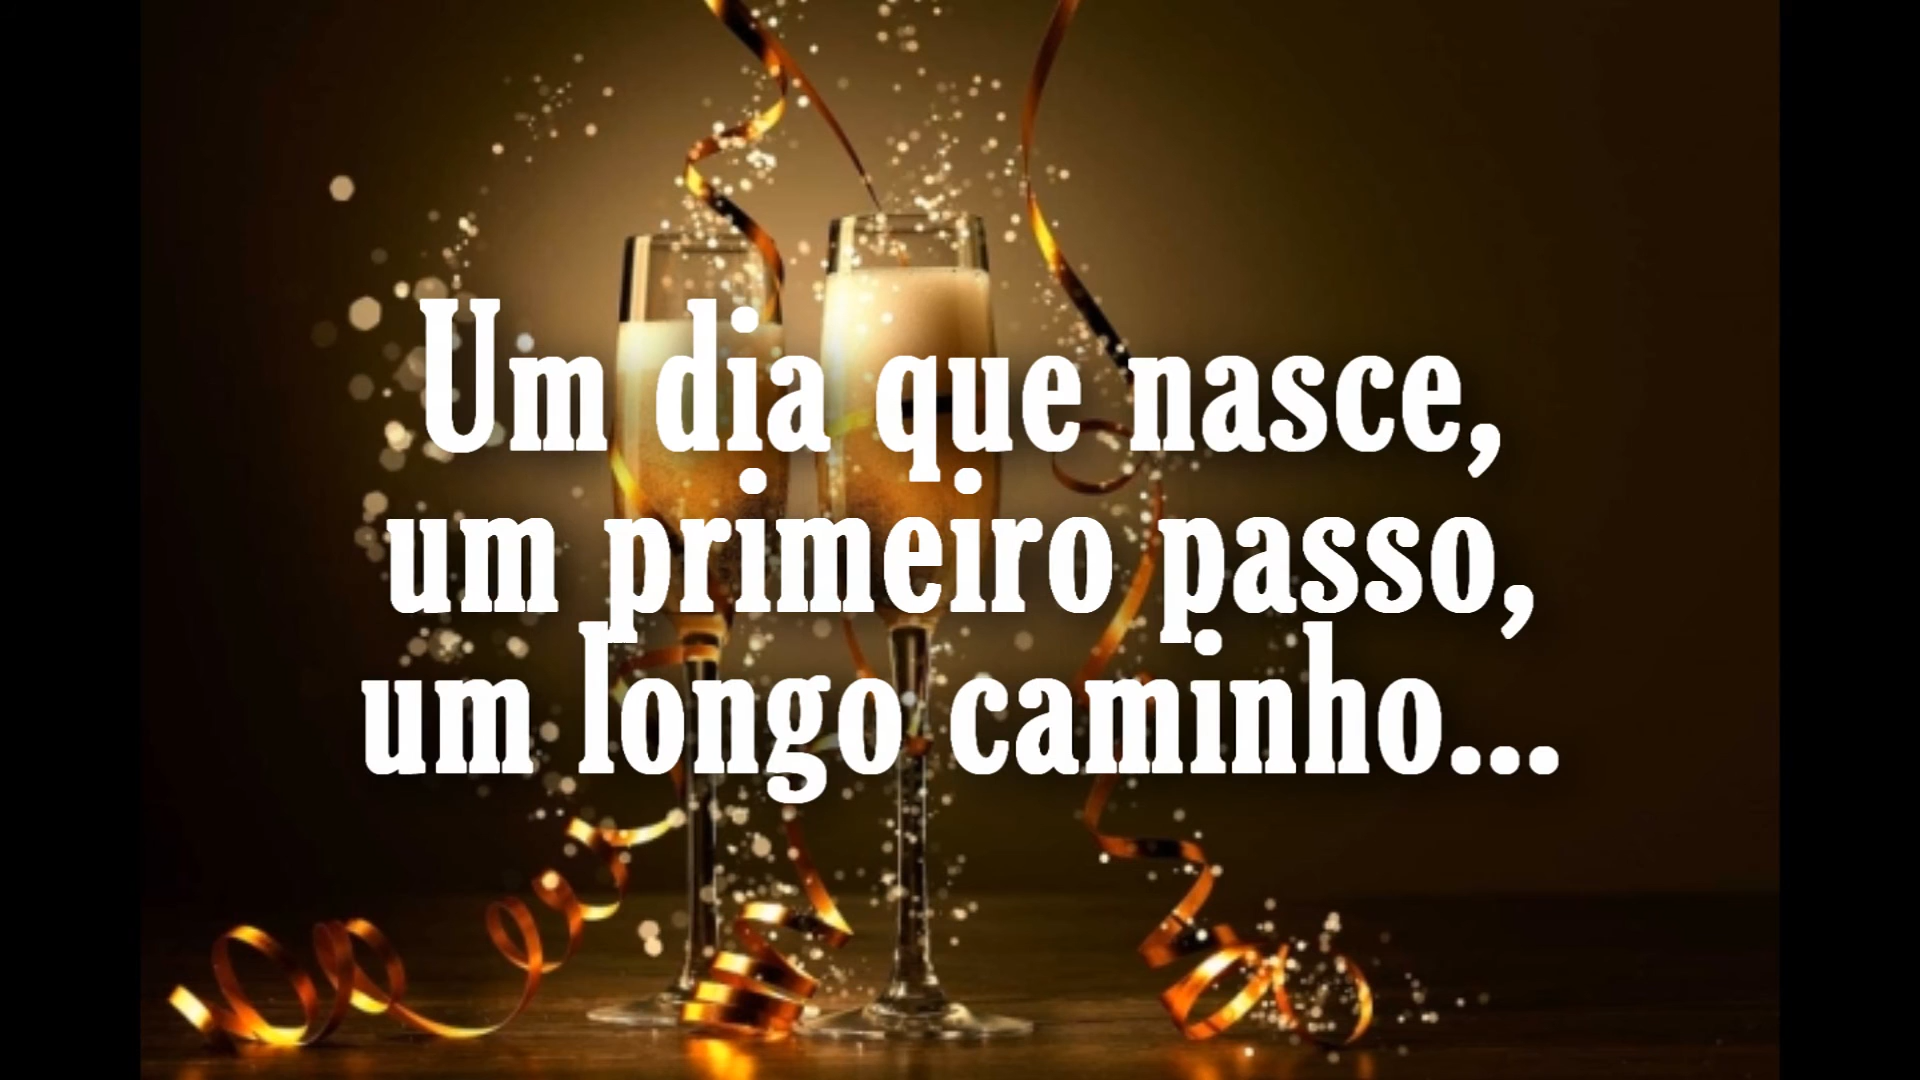 Um dia que nasce,
um primeiro passo,
um longo caminho...